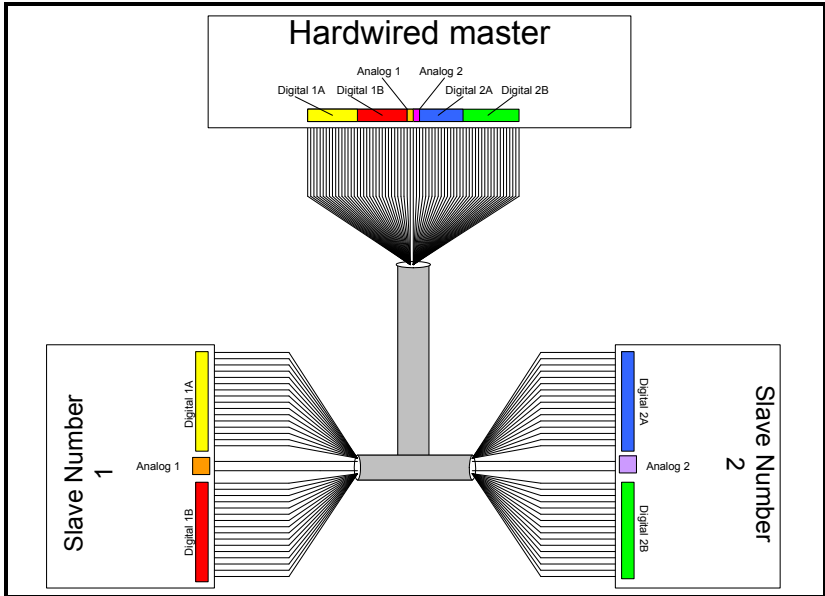 Hardwired master
Analog 1
Analog 2
Digital 1A
Digital 1B
Digital 2A
Digital 2B
Slave Number
1
Digital 1A
Analog 1
Digital 1B
Digital 2A
Analog 2
Digital 2B
Slave Number
2